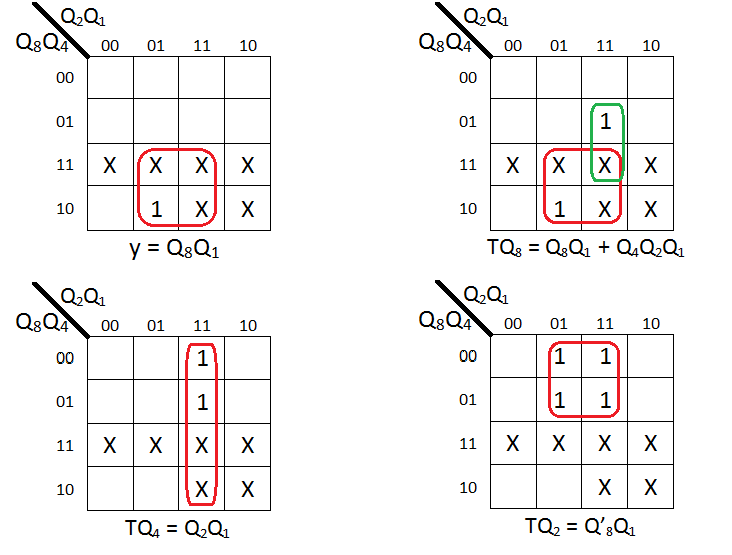 Q₂Q₁
Q₈Q₄ 00 01 11 10
00
01
11 X X X X
10 1 X X
y = Q₈Q₁
Q₂Q₁
Q₈Q₄ 00 01 11 10
00
01 1
11 X X X X
10 1 X X
TQ₈ = Q₈Q₁ + Q₄Q₂Q₁
Q₂Q₁
Q₈Q₄ 00 01 11 10
00 1
01 1
11 X X X X
10 X X
TQ₄ = Q₂Q₁
Q₂Q₁
Q₈Q₄ 00 01 11 10
00 1 1
01 1 1
11 X X X X
10 X X
TQ₂ = Q’₈Q₁